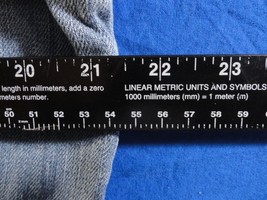 20 21 22 23
length in millimeters, add a zero LINEAR METRIC UNITS AND SYMBOLS
meters number. 1000 millimeters (mm) = 1 meter (m)
50 51 52 53 54 55 56 57 58 59